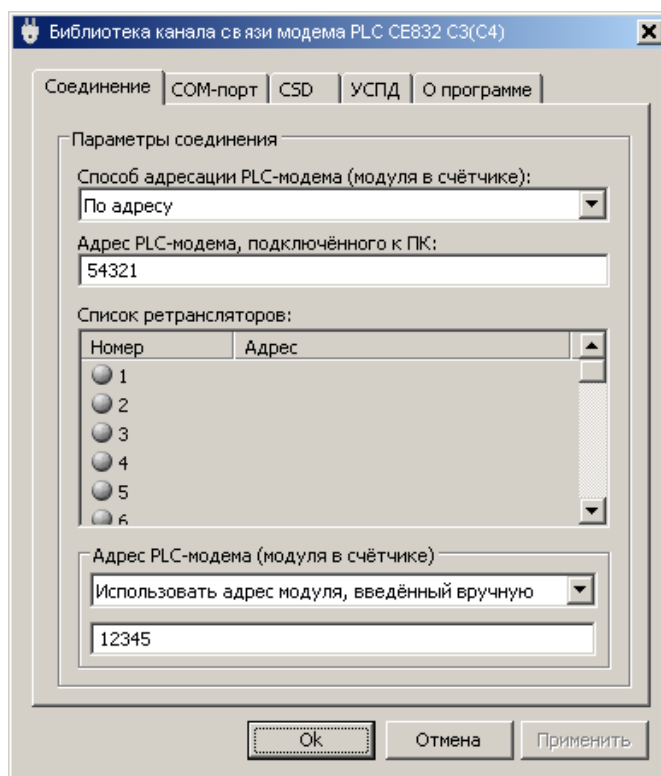 Библиотека канала связи модема PLC CE832 C3(C4)
Соединение COM-порт CSD УСПД О программе
Параметры соединения
Способ адресации PLC-модема (модуля в счётчике):
По адресу
Адрес PLC-модема, подключённого к ПК:
54321
Список ретрансляторов:
Номер Адрес
1
2
3
4
5
6
Адрес PLC-модема (модуля в счётчике)
Использовать адрес модуля, введённый вручную
12345
Ok Отмена Применить